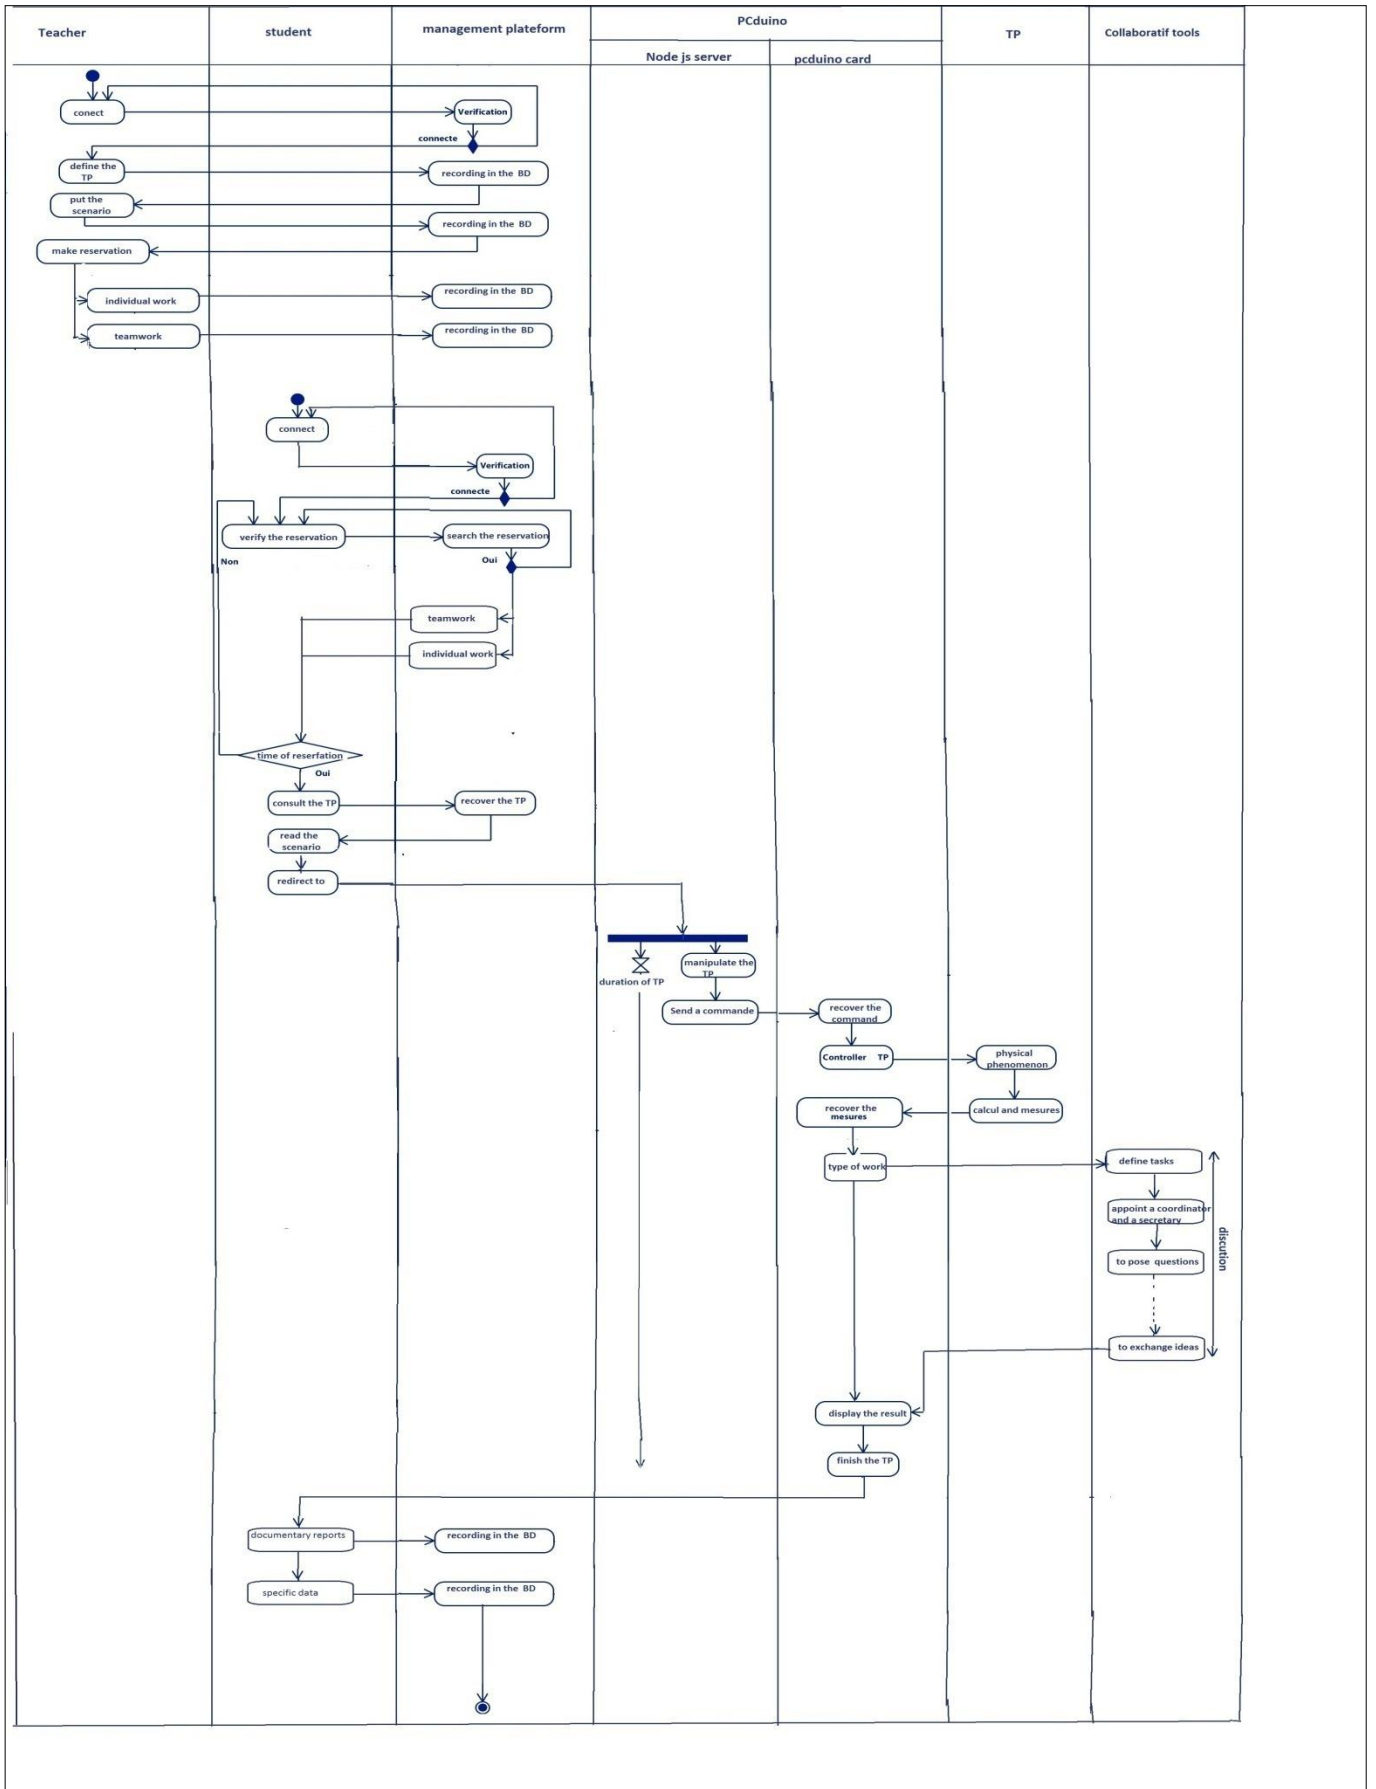 Teacher
student
management plateform
PCduino
TP
Collaboratif tools
Node js server
pcduino card
conect
Verification
connecte
define the
TP
recording in the BD
put the
scenario
recording in the BD
make reservation
individual work
recording in the BD
teamwork
recording in the BD
connect
Verification
connecte
verify the reservation
search the reservation
Non
Oui
teamwork
individual work
time of reserfation
Oui
consult the TP
recover the TP
read the
scenario
redirect to
manipulate the
TP
duration of TP
Send a commande
recover the
command
Controller TP
physical
phenomenon
recover the
mesures
calcul and mesures
type of work
define tasks
appoint a coordinator
and a secretary
discution
to pose questions
to exchange ideas
display the result
finish the TP
documentary reports
recording in the BD
specific data
recording in the BD